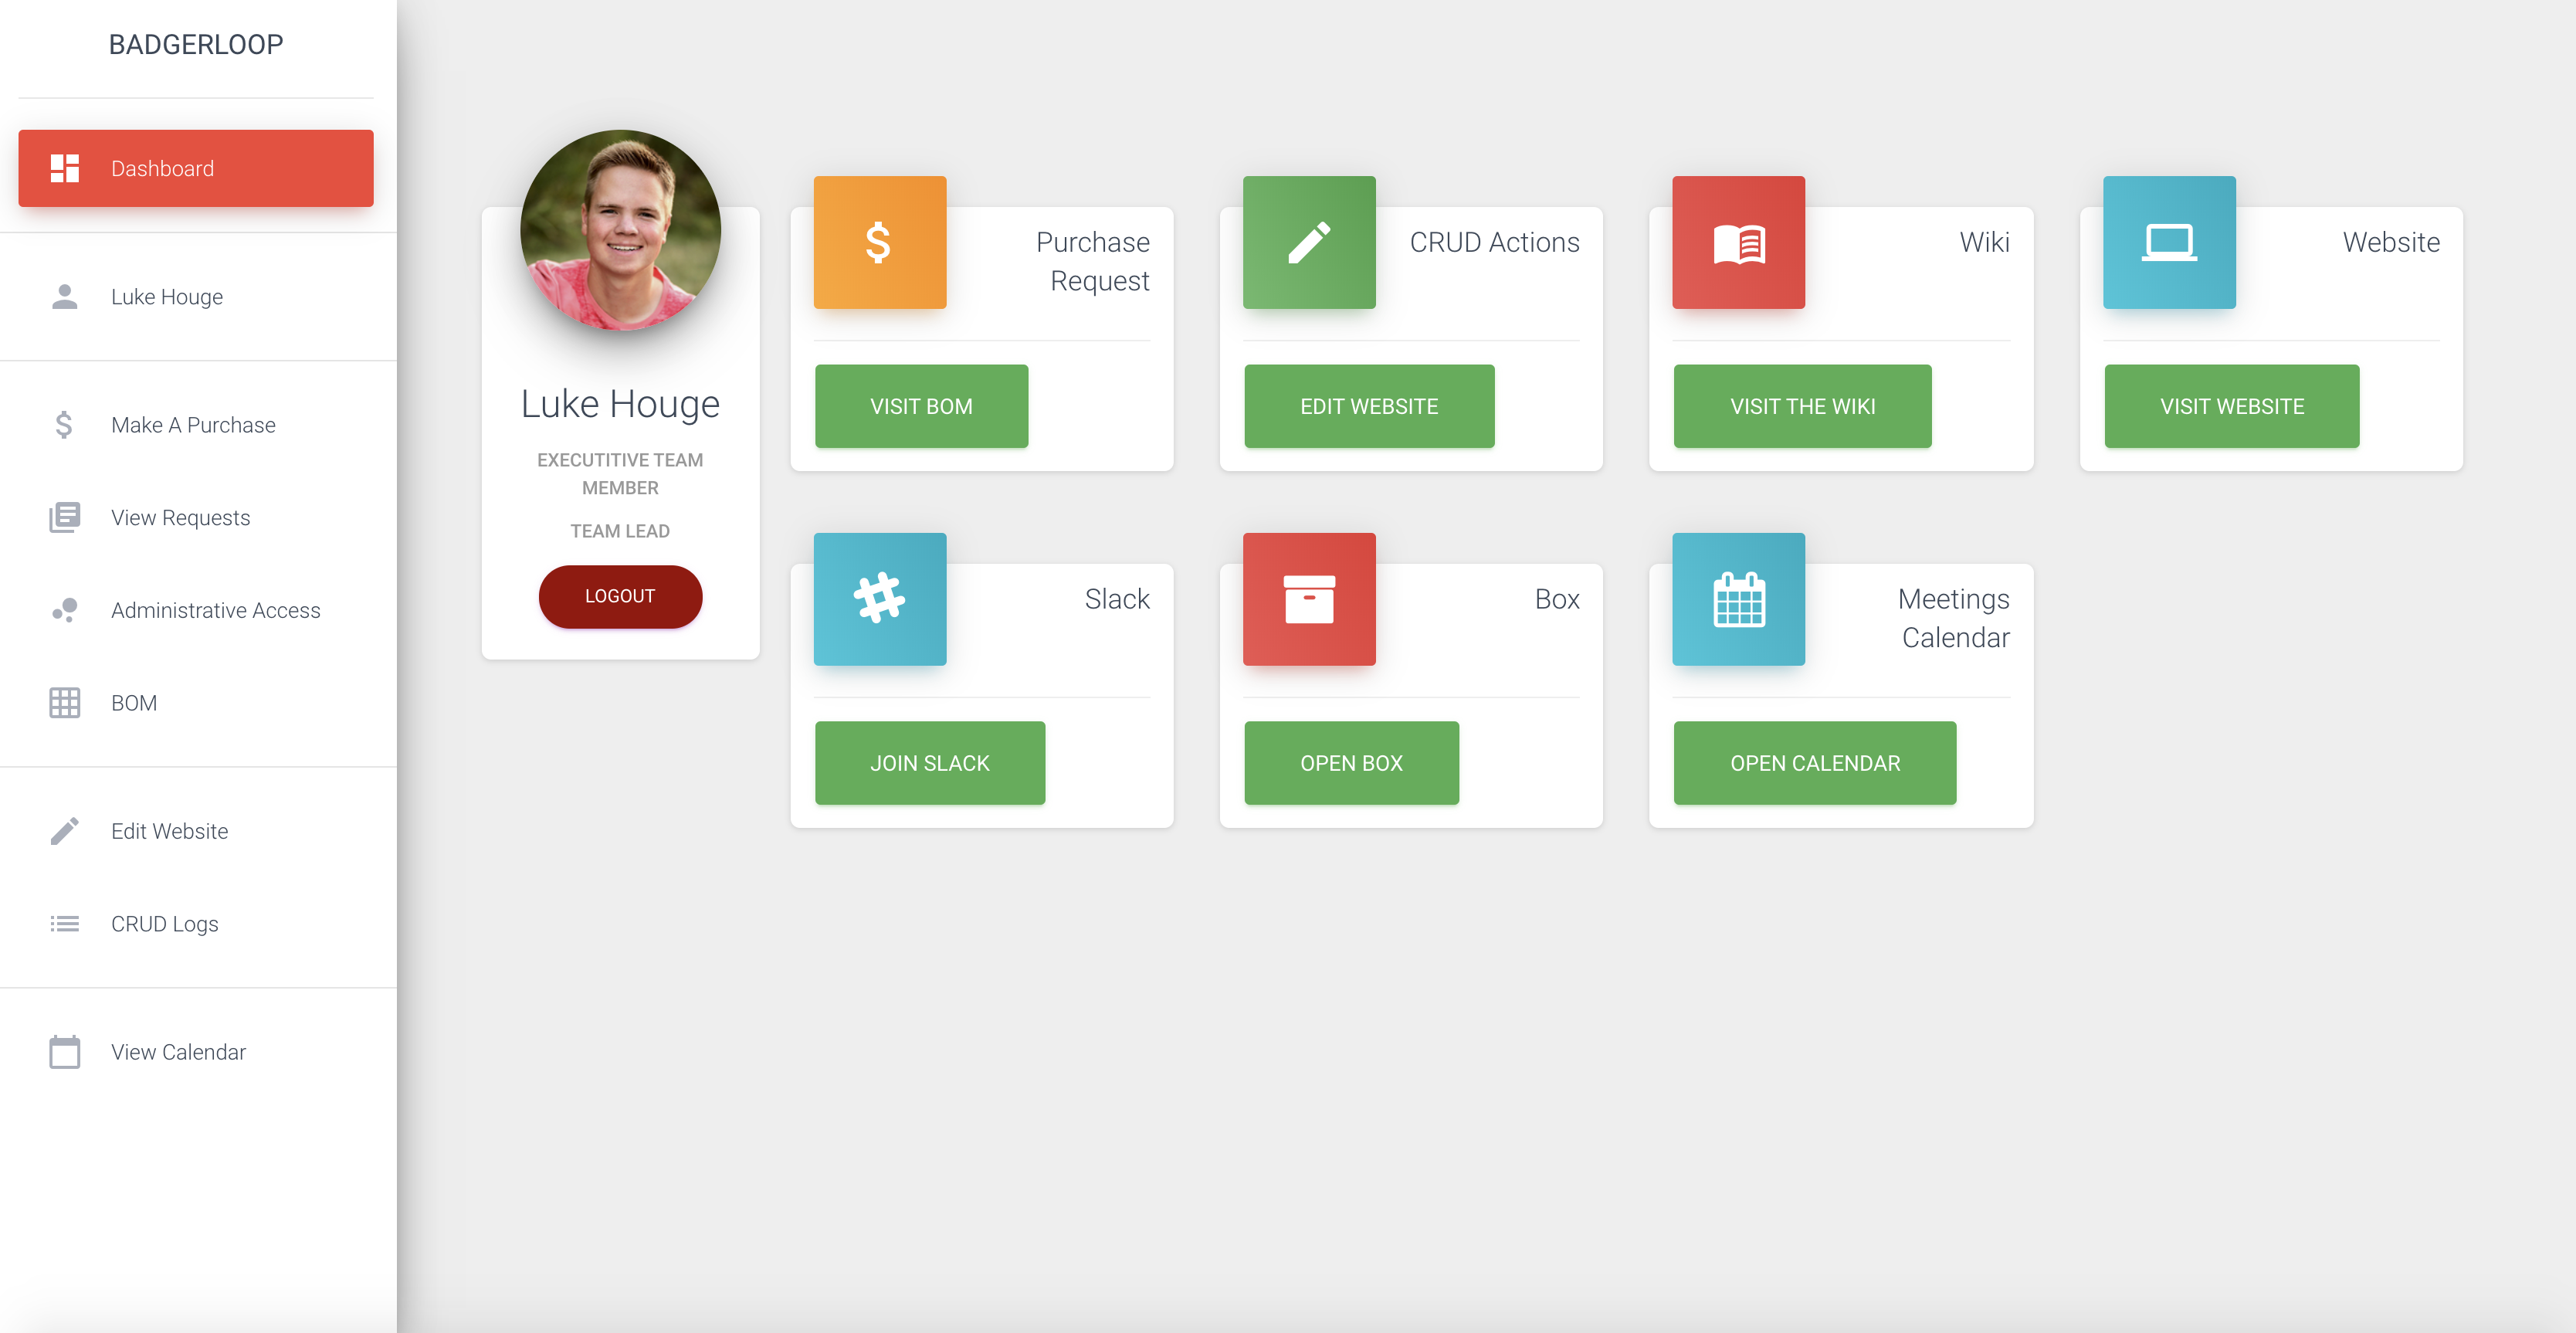 BADGERLOOP
Dashboard
Luke Houge
Make A Purchase
View Requests
Administrative Access
BOM
Edit Website
CRUD Logs
View Calendar
Luke Houge
EXECUTITIVE TEAM
MEMBER
TEAM LEAD
LOGOUT
Purchase
Request
VISIT BOM
CRUD Actions
EDIT WEBSITE
Wiki
VISIT THE WIKI
Website
VISIT WEBSITE
Slack
JOIN SLACK
Box
OPEN BOX
Meetings
Calendar
OPEN CALENDAR